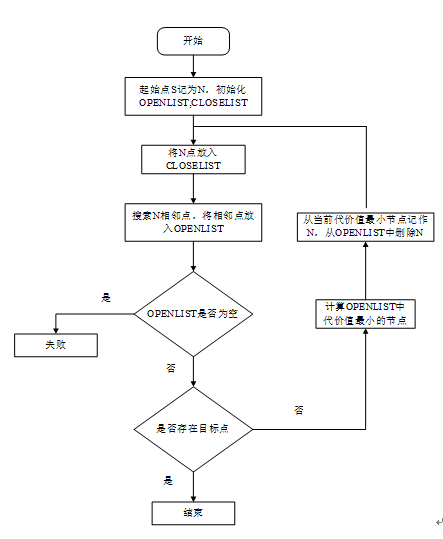 开始
起始点S记为N，初始化
OPENLIST,CLOSELIST
将N点放入
CLOSELIST
搜索N相邻点，将相邻点放
入OPENLIST
从当前代价值最小节点记作
N，从OPENLIST中删除N
是
OPENLIST是否为空
计算OPENLIST中
代价值最小的节点
失败
否
是否存在目标点
否
是
结束